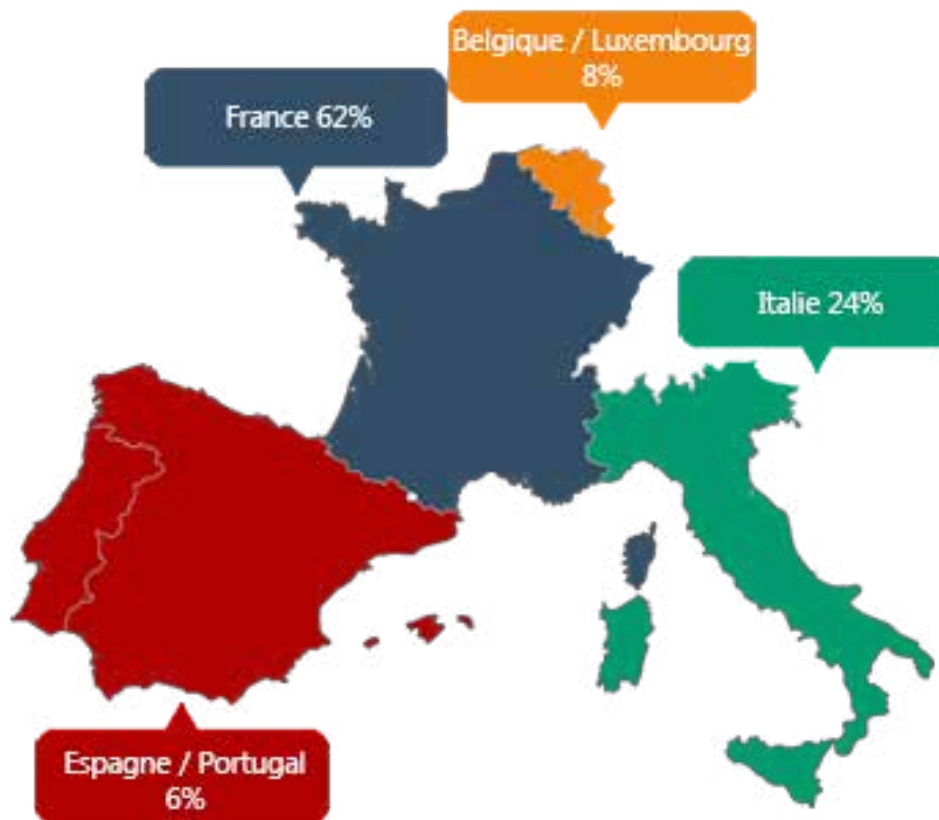 Belgique / Luxembourg
8%
France 62%
Italie 24%
Espagne / Portugal
6%